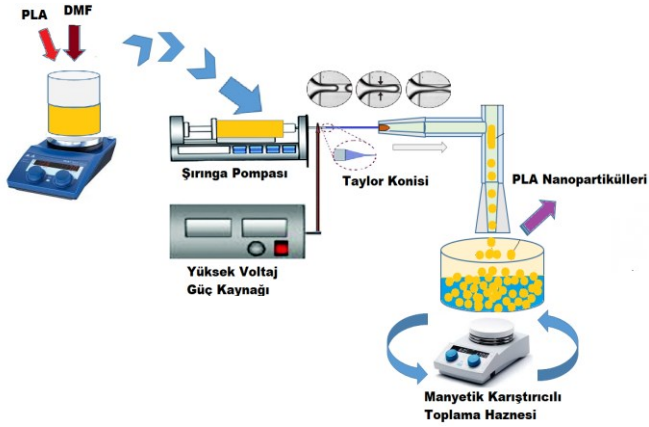 PLA
DMF
Şırınga Pompası
Taylor Konisi
PLA Nanopartikülleri
Yüksek Voltaj
Güç Kaynağı
Manyetik Karıştırıcılı
Toplama Haznesi